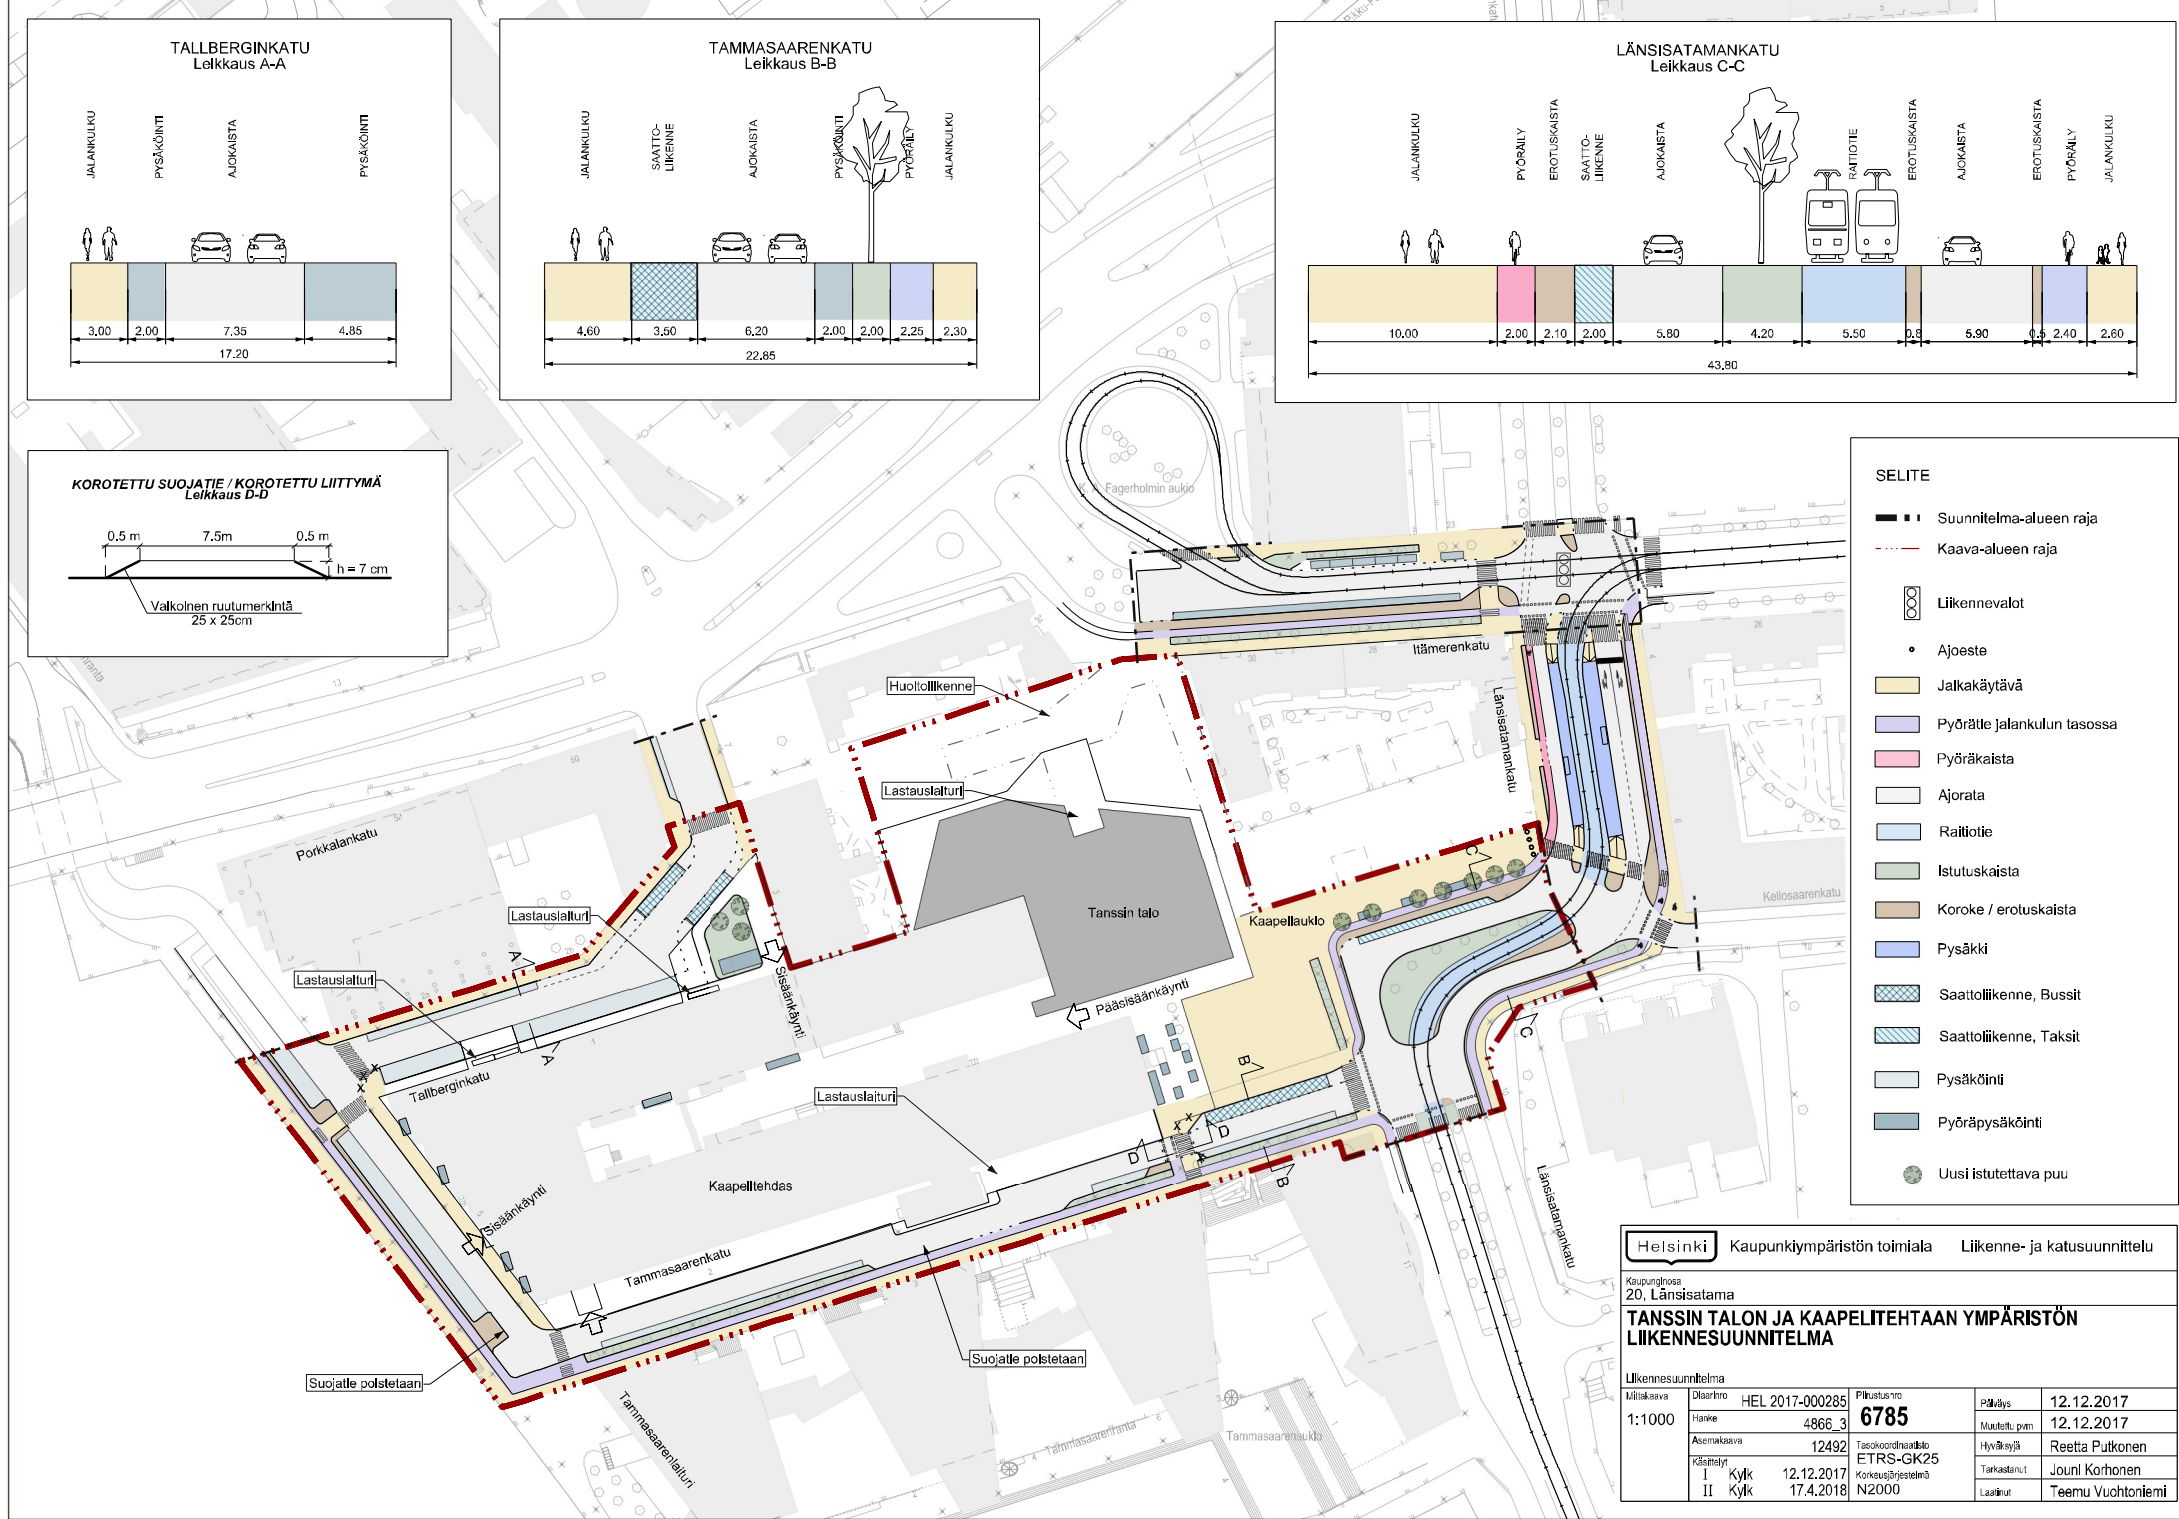 TALLBERGINKATU
Leikkaus A-A
JALANKULKU
PYSÄKÖINTI
AJOKAISTA
PYSÄKÖINTI
3.00
2.00
7.35
4.85
17.20
TAMMASAARENKATU
Leikkaus B-B
JALANKULKU
SAATTO-
LIIKENNE
AJOKAISTA
PYSÄKÖINTI
PYÖRÄILY
JALANKULKU
4.60
3.50
6.20
2.00
2.00
2.25
2.30
22.85
LÄNSISATAMANKATU
Leikkaus C-C
JALANKULKU
PYÖRÄILY
EROTUSKAISTA
SAATTO-
LIIKENNE
AJOKAISTA
RAITIOTIE
EROTUSKAISTA
AJOKAISTA
EROTUSKAISTA
PYÖRÄILY
JALANKULKU
10.00
2.00
2.10
2.00
5.80
4.20
5.50
0.8
5.90
0.5
2.40
2.60
43.80
KOROTETTU SUOJATIE / KOROTETTU LIITTYMÄ
Leikkaus D-D
0.5 m
7.5m
0.5 m
h = 7 cm
Valkoinen ruutumerkintä
25 x 25cm
SELITE
Suunnitelma-alueen raja
Kaava-alueen raja
Liikennevalot
Ajoeste
Jalkakäytävä
Pyörätie jalankulun tasossa
Pyöräkaista
Ajorata
Raitiotie
Istutuskaista
Koroke / erotuskaista
Pysäkki
Saattoliikenne, Bussit
Saattoliikenne, Taksit
Pysäköinti
Pyöräpysäköinti
Uusi istutettava puu
K. A. Fagerholmin aukio
Itämerenkatu
Huoltoliikenne
Länsisatamankatu
Lastauslaituri
Porkkalankatu
Tanssin talo
Kaapeliaukio
Kellosaarenkatu
Lastauslaituri
Lastauslaituri
Sisäänkäynti
Pääsisäänkäynti
A
A
B
B
C
C
D
D
Tallberginkatu
Lastauslaituri
Kaapelitehdas
Sisäänkäynti
Tammasaarenkatu
Länsisatamankatu
Suojatie poistetaan
Suojatie poistetaan
Tammasaarenlaituri
Tammasaarenranta
Tammasaarenaukio
Helsinki
Kaupunkiympäristön toimiala
Liikenne- ja katusuunnittelu
Kaupunginosa
20, Länsisatama
TANSSIN TALON JA KAAPELITEHTAAN YMPÄRISTÖN
LIIKENNESUUNNITELMA
Liikennesuunnitelma
Mittakaava
1:1000
Diaarinro
HEL 2017-000285
Hanke
4866_3
Asemakaava
12492
Käsittelyt
I Kylk 12.12.2017
II Kylk 17.4.2018
Piirustusnro
6785
Tasokoordinaatisto
ETRS-GK25
Korkeusjärjestelmä
N2000
Päiväys 12.12.2017
Muutettu pvm 12.12.2017
Hyväksyjä Reetta Putkonen
Tarkastanut Jouni Korhonen
Laatinut Teemu Vuohtoniemi